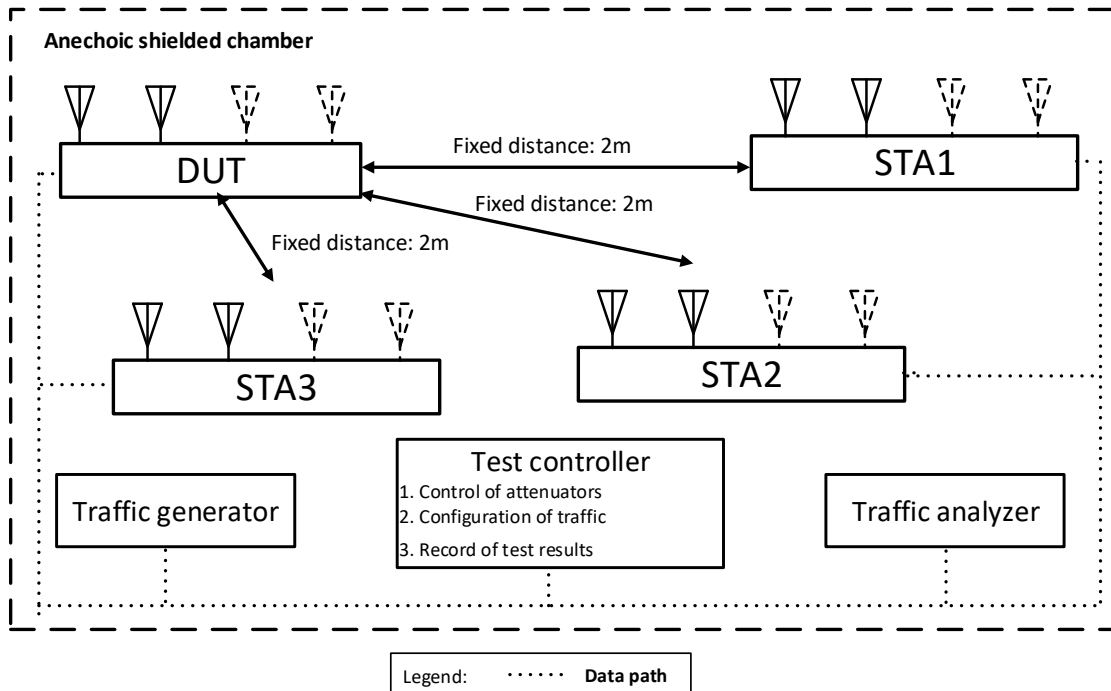 Anechoic shielded chamber
Fixed distance: 2m
DUT
STA1
Fixed distance: 2m
Fixed distance: 2m
STA3
STA2
Test controller
1. Control of attenuators
2. Configuration of traffic
3. Record of test results
Traffic generator
Traffic analyzer
Legend: ...... Data path